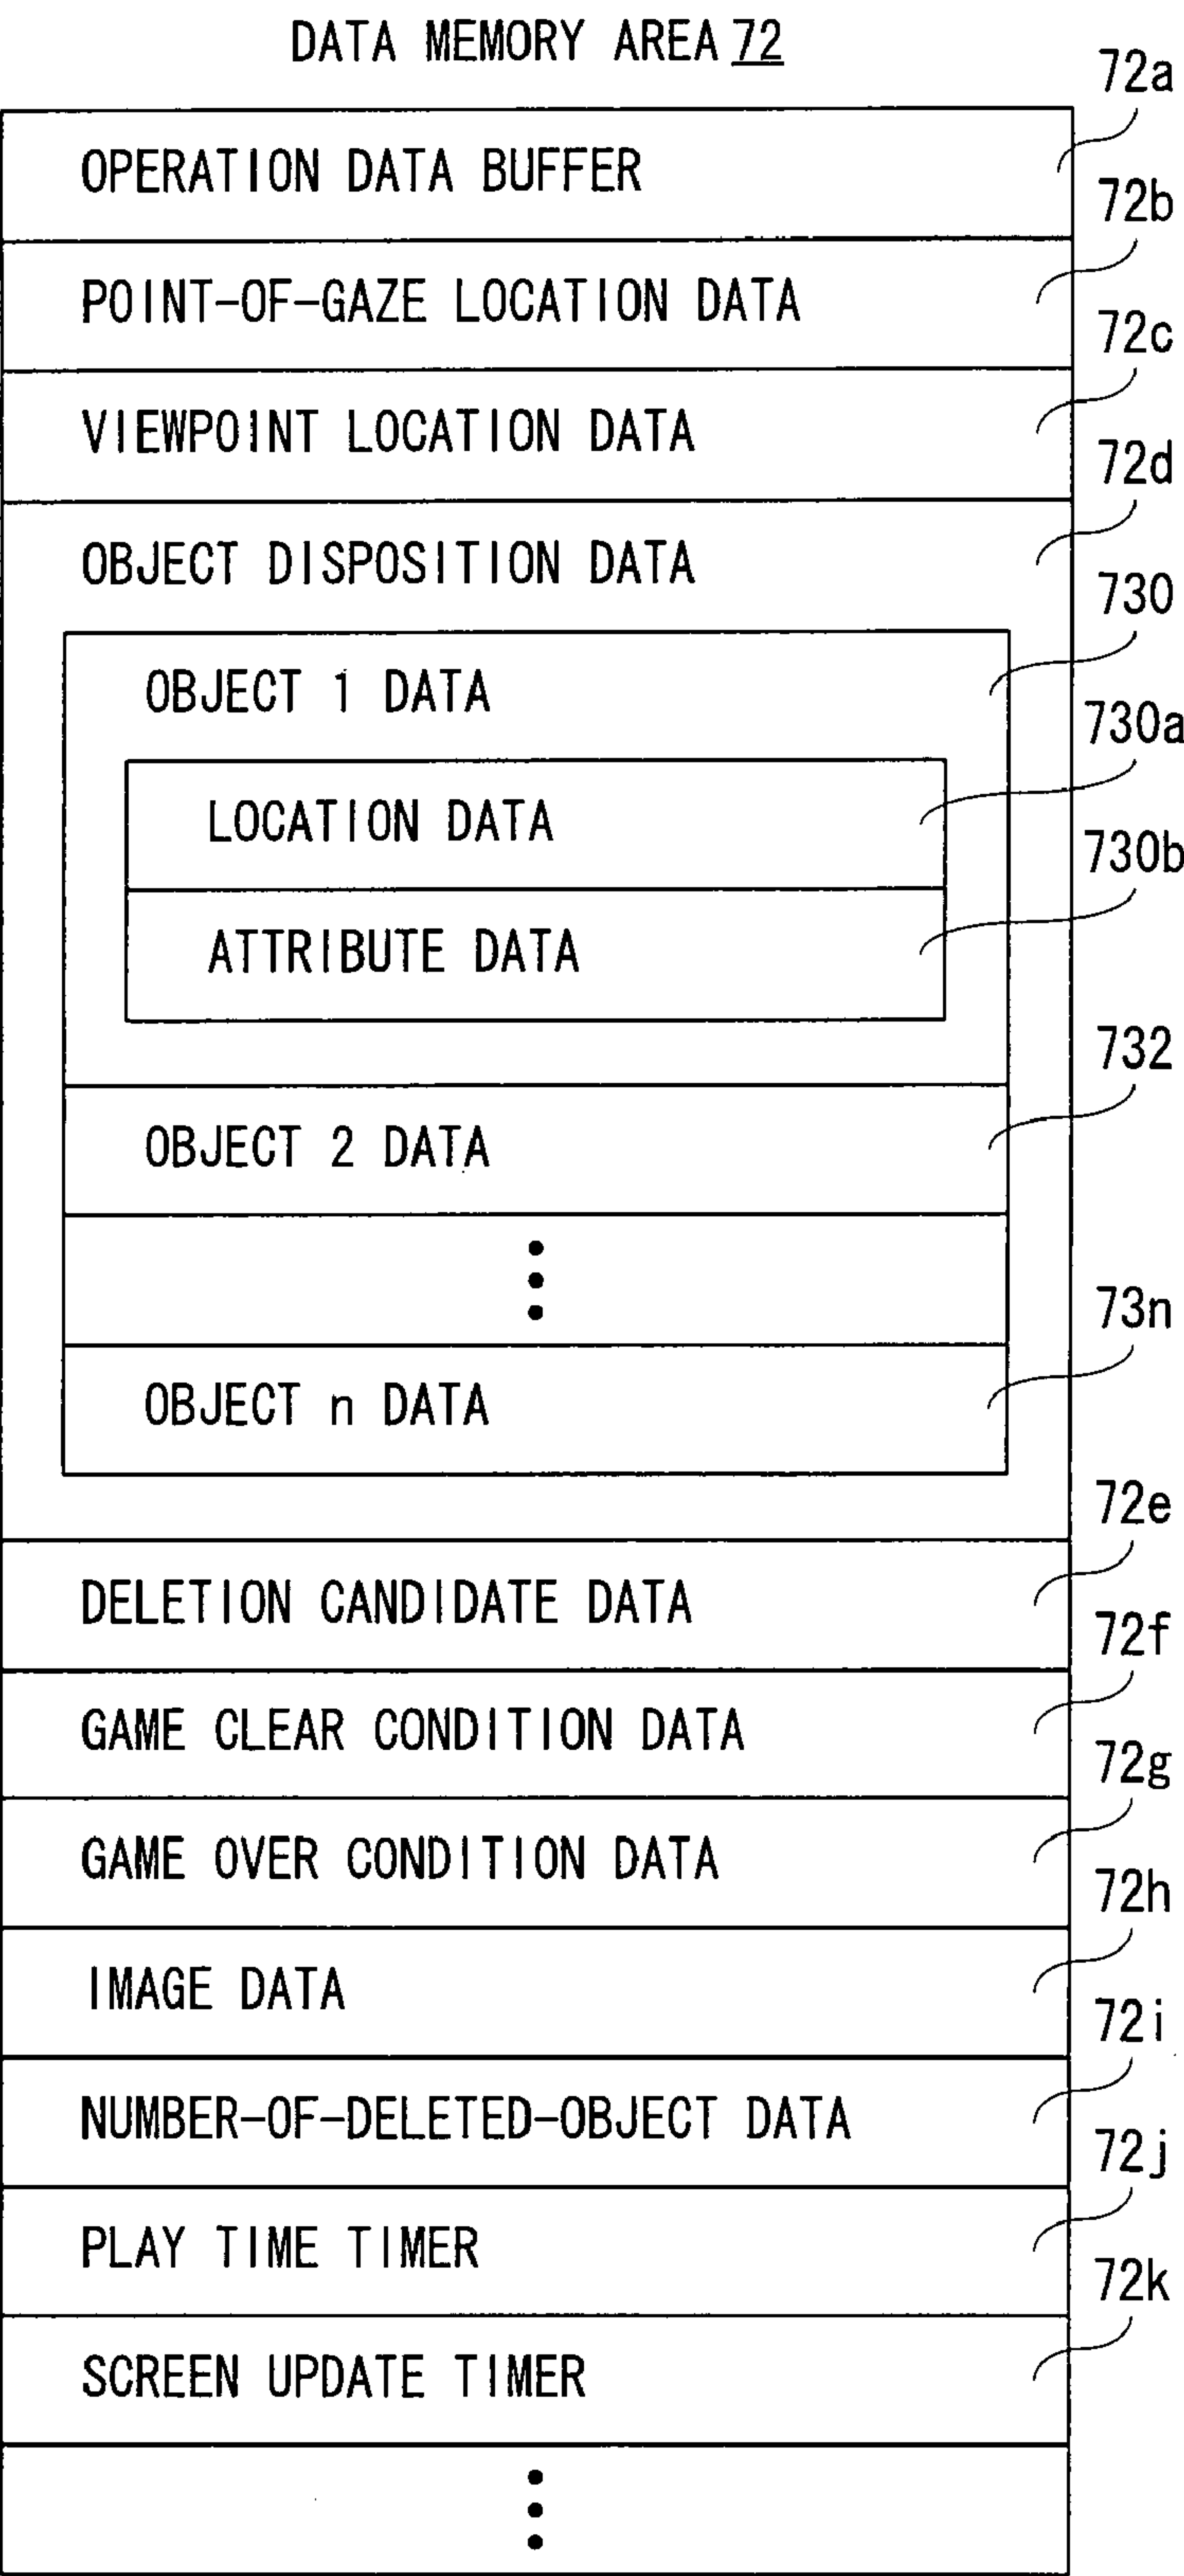 DATA MEMORY AREA 72
72a
OPERATION DATA BUFFER
72b
POINT-OF-GAZE LOCATION DATA
72c
VIEWPOINT LOCATION DATA
72d
OBJECT DISPOSITION DATA
730
OBJECT 1 DATA
730a
LOCATION DATA
730b
ATTRIBUTE DATA
732
OBJECT 2 DATA
73n
OBJECT n DATA
72e
DELETION CANDIDATE DATA
72f
GAME CLEAR CONDITION DATA
72g
GAME OVER CONDITION DATA
72h
IMAGE DATA
72i
NUMBER-OF-DELETED-OBJECT DATA
72j
PLAY TIME TIMER
72k
SCREEN UPDATE TIMER